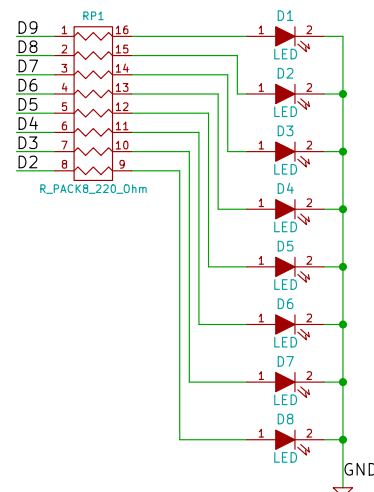 RP1
D9 1 16
D8 2 15
D7 3 14
D6 4 13
D5 5 12
D4 6 11
D3 7 10
D2 8 9
R_PACK8_220_Ohm
D1
1 2
LED
D2
1 2
LED
D3
1 2
LED
D4
1 2
LED
D5
1 2
LED
D6
1 2
LED
D7
1 2
LED
D8
1 2
LED
GND